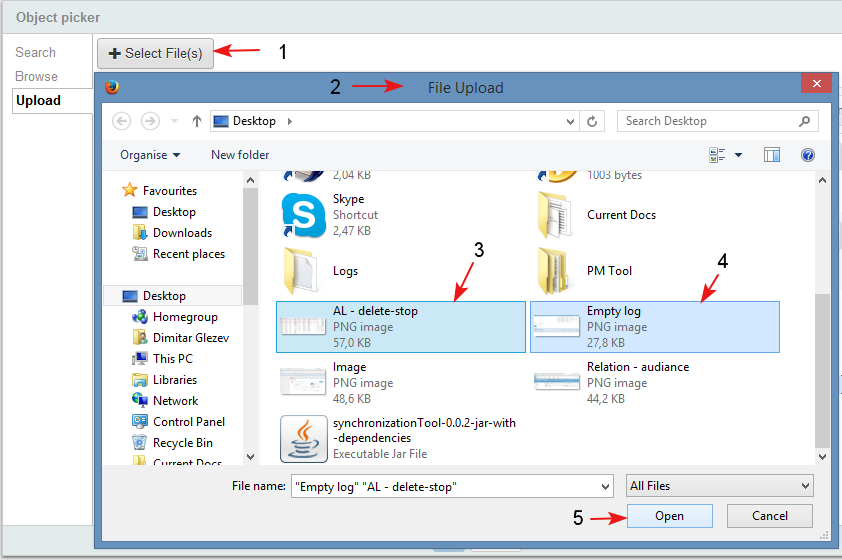 Object picker
Search
Browse
Upload
+ Select File(s)
1
2
File Upload
Desktop
Search Desktop
Organise
New folder
Favourites
Desktop
Downloads
Recent places
Desktop
Homegroup
Dimitar Glezev
This PC
Libraries
Network
Control Panel
Recycle Bin
Current Docs
2,04 KB
1003 bytes
Skype
Shortcut
2,47 KB
Current Docs
Logs
PM Tool
3
4
AL - delete-stop
PNG image
57,0 KB
Empty log
PNG image
27,8 KB
Image
PNG image
48,6 KB
Relation - audiance
PNG image
44,2 KB
synchronizationTool-0.0.2-jar-with
-dependencies
Executable Jar File
File name:
"Empty log" "AL - delete-stop"
All Files
5
Open
Cancel